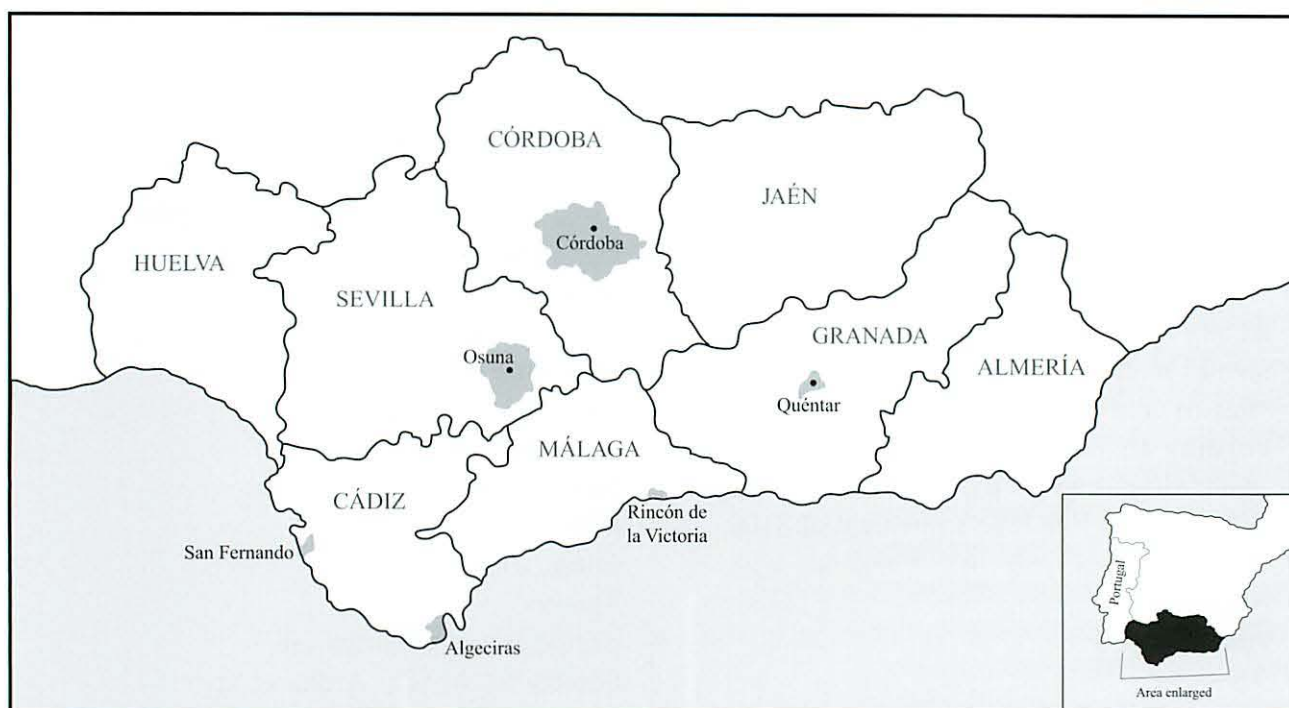 CÓRDOBA
JAÉN
Córdoba
HUELVA
SEVILLA
GRANADA
Osuna
ALMERÍA
Quéntar
MÁLAGA
CÁDIZ
Rincón de
la Victoria
San Fernando
Algeciras
Portugal
Area enlarged